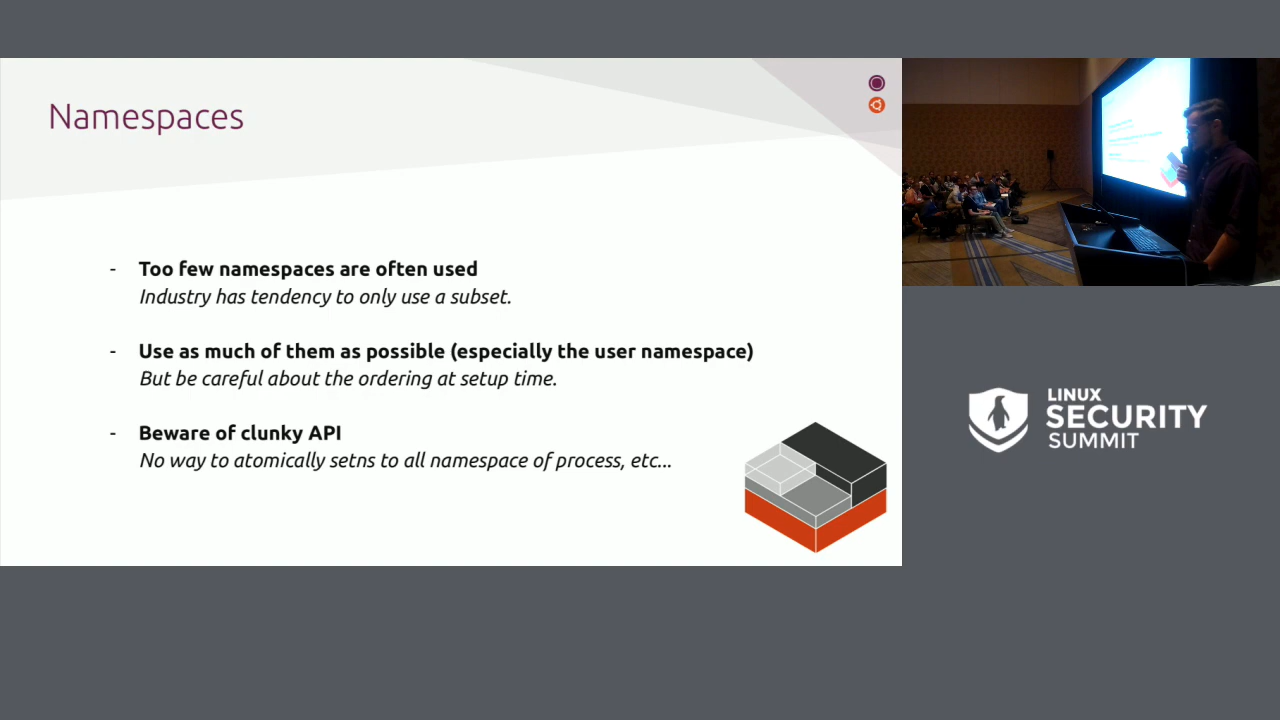 Namespaces
- Too few namespaces are often used
Industry has tendency to only use a subset.
- Use as much of them as possible (especially the user namespace)
But be careful about the ordering at setup time.
- Beware of clunky API
No way to atomically setns to all namespace of process, etc...
LINUX
SECURITY
SUMMIT